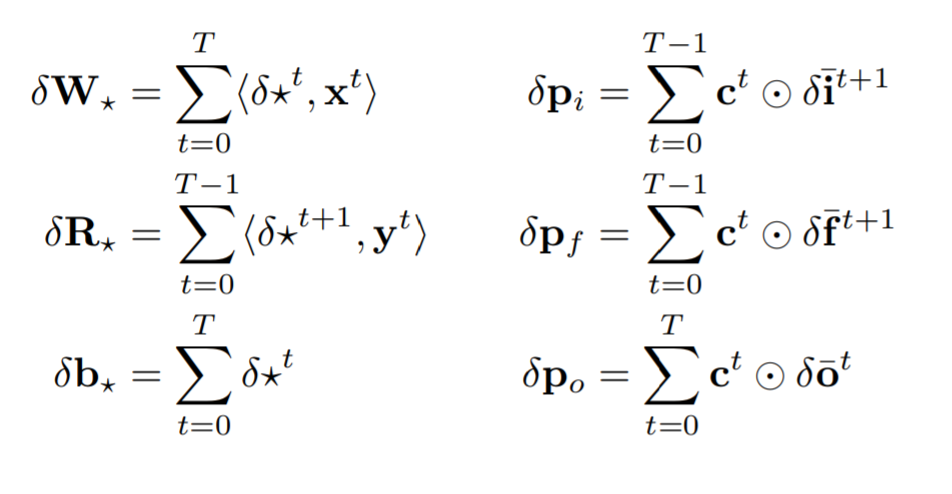 δW⋆ = ∑_{t=0}^{T} ⟨δ⋆^t, x^t⟩    δp_i = ∑_{t=0}^{T−1} c^t ⊙ δī^{t+1}
δR⋆ = ∑_{t=0}^{T−1} ⟨δ⋆^{t+1}, y^t⟩    δp_f = ∑_{t=0}^{T−1} c^t ⊙ δf̄^{t+1}
δb⋆ = ∑_{t=0}^{T} δ⋆^t    δp_o = ∑_{t=0}^{T} c^t ⊙ δō^t